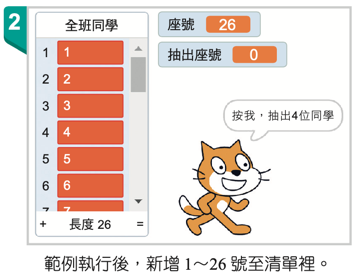 2
全班同學
1 1
2 2
3 3
4 4
5 5
6 6
7 7
+ 長度 26 =
座號 26
抽出座號 0
按我，抽出4位同學
範例執行後，新增 1～26 號至清單裡。